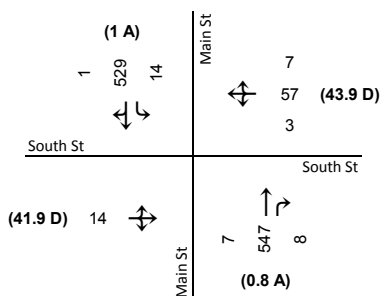 (1 A)
1 529 14
Main St
7
57 (43.9 D)
3
South St
South St
(41.9 D) 14
7 547 8
Main St
(0.8 A)